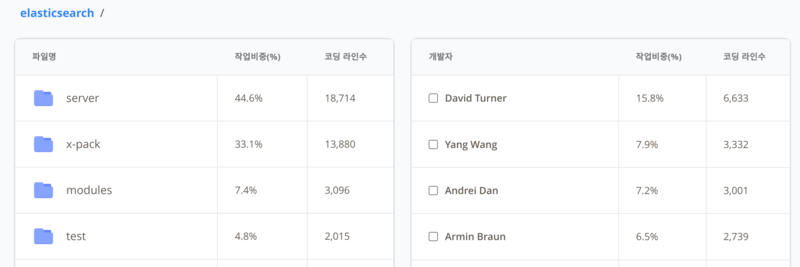 elasticsearch /
파일명 작업비중(%) 코딩 라인수
server 44.6% 18,714
x-pack 33.1% 13,880
modules 7.4% 3,096
test 4.8% 2,015
개발자 작업비중(%) 코딩 라인수
David Turner 15.8% 6,633
Yang Wang 7.9% 3,332
Andrei Dan 7.2% 3,001
Armin Braun 6.5% 2,739